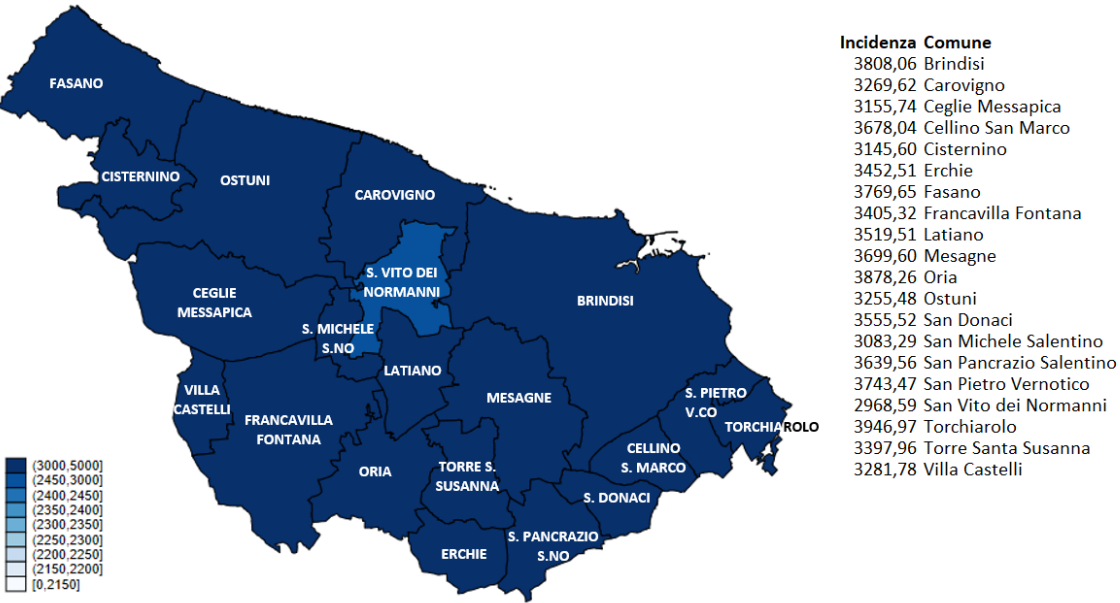 FASANO
CISTERNINO
OSTUNI
CAROVIGNO
S. VITO DEI
NORMANNI
CEGLIE
MESSAPICA
BRINDISI
S. MICHELE
S.NO
LATIANO
VILLA
CASTELLI
MESAGNE
S. PIETRO
V.CO
FRANCAVILLA
FONTANA
TORCHIAROLO
CELLINO
S. MARCO
ORIA
TORRE S.
SUSANNA
S. DONACI
S. PANCRAZIO
S.NO
ERCHIE
(3000,5000]
(2450,3000]
(2400,2450]
(2350,2400]
(2300,2350]
(2250,2300]
(2200,2250]
(2150,2200]
[0,2150]
Incidenza Comune
3808,06 Brindisi
3269,62 Carovigno
3155,74 Ceglie Messapica
3678,04 Cellino San Marco
3145,60 Cisternino
3452,51 Erchie
3769,65 Fasano
3405,32 Francavilla Fontana
3519,51 Latiano
3699,60 Mesagne
3878,26 Oria
3255,48 Ostuni
3555,52 San Donaci
3083,29 San Michele Salentino
3639,56 San Pancrazio Salentino
3743,47 San Pietro Vernotico
2968,59 San Vito dei Normanni
3946,97 Torchiarolo
3397,96 Torre Santa Susanna
3281,78 Villa Castelli